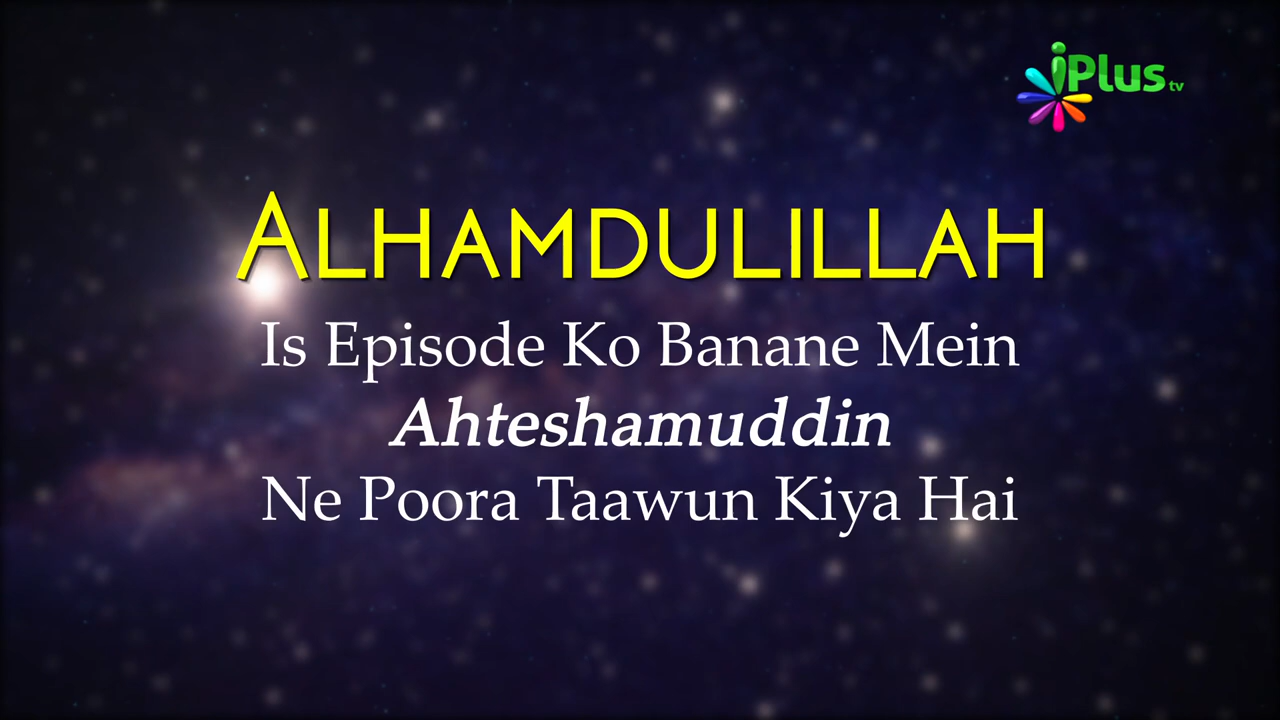 iPlus tv
ALHAMDULILLAH
Is Episode Ko Banane Mein
Ahteshamuddin
Ne Poora Taawun Kiya Hai